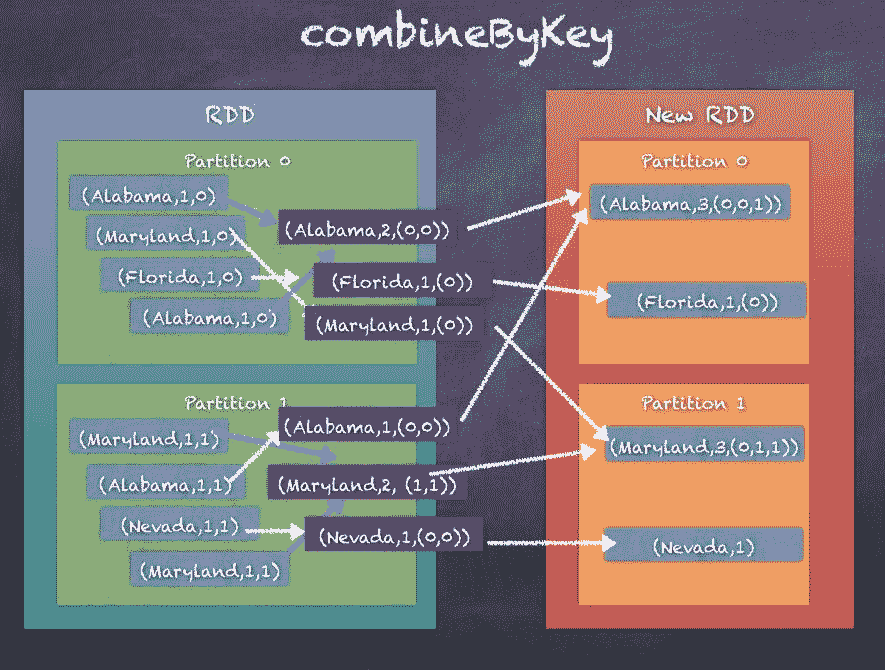 combineByKey
RDD
Partition 0
(Alabama,1,0)
(Maryland,1,0)
(Florida,1,0)
(Alabama,1,0)
(Alabama,2,(0,0))
(Florida,1,(0))
(Maryland,1,(0))
Partition 1
(Maryland,1,1)
(Alabama,1,1)
(Nevada,1,1)
(Maryland,1,1)
(Alabama,1,(0,0))
(Maryland,2, (1,1))
(Nevada,1,(0,0))
New RDD
Partition 0
(Alabama,3,(0,0,1))
(Florida,1,(0))
Partition 1
(Maryland,3,(0,1,1))
(Nevada,1)